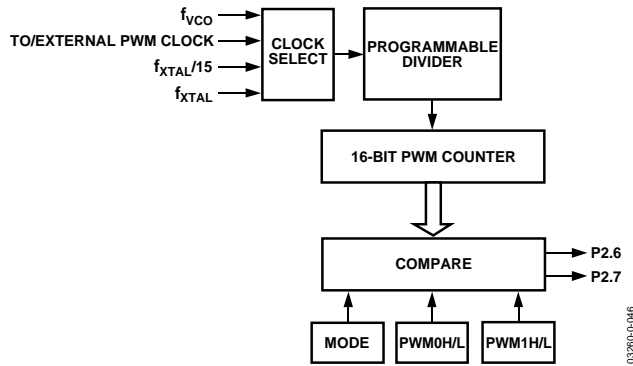 fVCO
TO/EXTERNAL PWM CLOCK
fXTAL/15
fXTAL
CLOCK
SELECT
PROGRAMMABLE
DIVIDER
16-BIT PWM COUNTER
COMPARE
P2.6
P2.7
MODE
PWM0H/L
PWM1H/L
03260-0-046